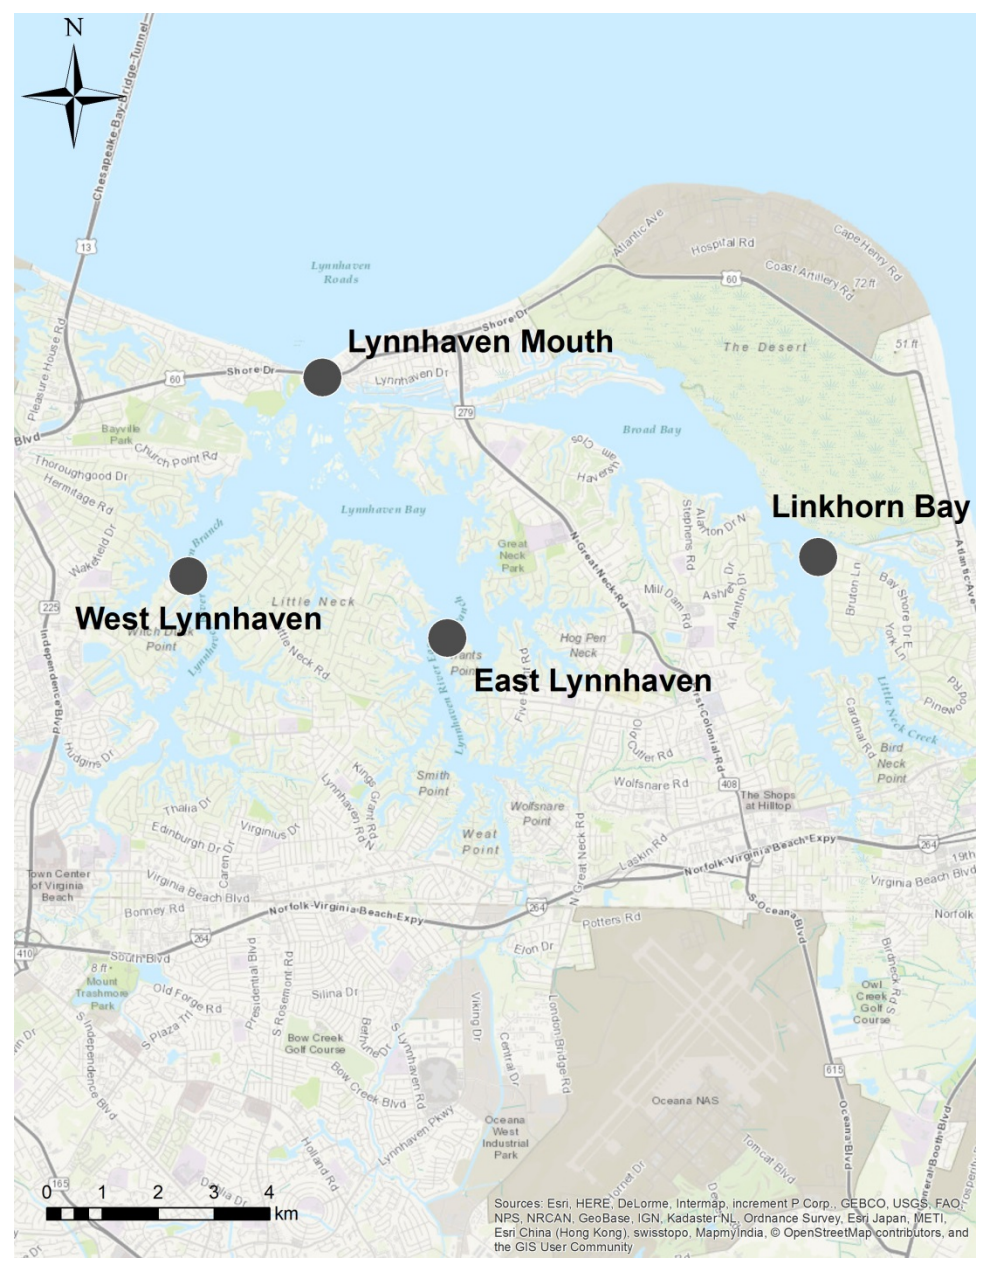 N
Chesapeake Bay Bridge-Tunnel
13
Lynnhaven
Roads
Atlantic Ave
Hospital Rd
Cape Henry Rd
Coast Artillery Rd
72 ft
60
Shore Dr
Lynnhaven Mouth
The Desert
51 ft
Pleasure House Rd
60
Shore Dr
Lynnhaven Dr
279
Blvd
Bayville
Park
Church Point Rd
Broad Bay
Thoroughgood Dr
Hermitage Rd
Wakefield Dr
Lynnhaven Bay
Great
Neck
Park
N Great Neck Rd
Stephens Rd
Linkhorn Bay
Atlantic Ave
225
West Lynnhaven
Little Neck
Witch Duck
Point
Little Neck Rd
Independence Blvd
East Lynnhaven
Hog Pen
Neck
Mill Dam Rd
Alanton Dr
Bruton Ln
Bay Shore Dr E
York Ln
Little Neck Creek
Cardinal Rd
Bird
Neck
Point
First Colonial Rd
Old
Cutler Rd
Wolfsnare Rd
408
The Shops
at Hilltop
Hudgins Dr
Smith
Point
Wolfsnare
Point
West
Point
Kings Grant Rd
Lynnhaven Rd N
Thalia Dr
Edinburgh Dr
Virginius Dr
Caren Dr
N Great Neck Rd
Laskin Rd
Norfolk-Virginia Beach-Expy
264
19th
Virginia Beach Blvd
Norfolk
Town Center
of Virginia
Beach
Virginia Beach Blvd
Bonney Rd
Norfolk-Virginia-Beach-Expy
264
264
Potters Rd
S Oceana Blvd
410
South Blvd
Elon Dr
8 ft
Mount
Trashmore
Park
Old Forge Rd
S Plaza Trl
Presidential Blvd
S Rosemont Rd
Silina Dr
S Independence Blvd
Bow Creek
Golf Course
Bow Creek Blvd
S Lynnhaven Rd
Lynnhaven Pkwy
Viking Dr
Central Dr
London Bridge Rd
Birdneck Rd S
Owl
Creek
Golf
Course
615
Oceana NAS
Oceana
West
Industrial
Park
Oceana Blvd
General Booth Blvd
Tomcat Blvd
Holland Rd
165
0 1 2 3 4
km
Sources: Esri, HERE, DeLorme, Intermap, increment P Corp., GEBCO, USGS, FAO,
NPS, NRCAN, GeoBase, IGN, Kadaster NL, Ordnance Survey, Esri Japan, METI,
Esri China (Hong Kong), swisstopo, MapmyIndia, © OpenStreetMap contributors, and
the GIS User Community